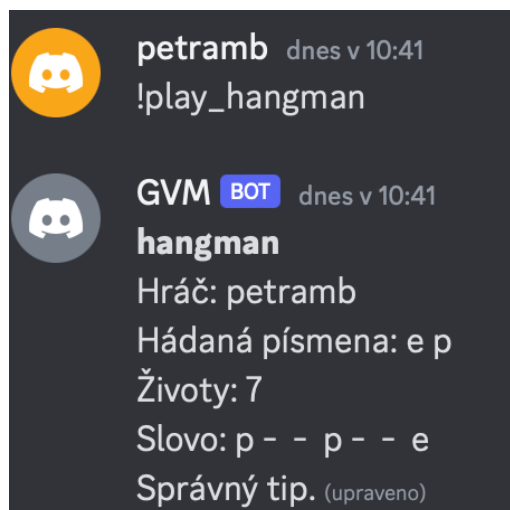 petramb dnes v 10:41
!play_hangman
GVM BOT dnes v 10:41
hangman
Hráč: petramb
Hádaná písmena: e p
Životy: 7
Slovo: p - - p - - e
Správný tip. (upraveno)